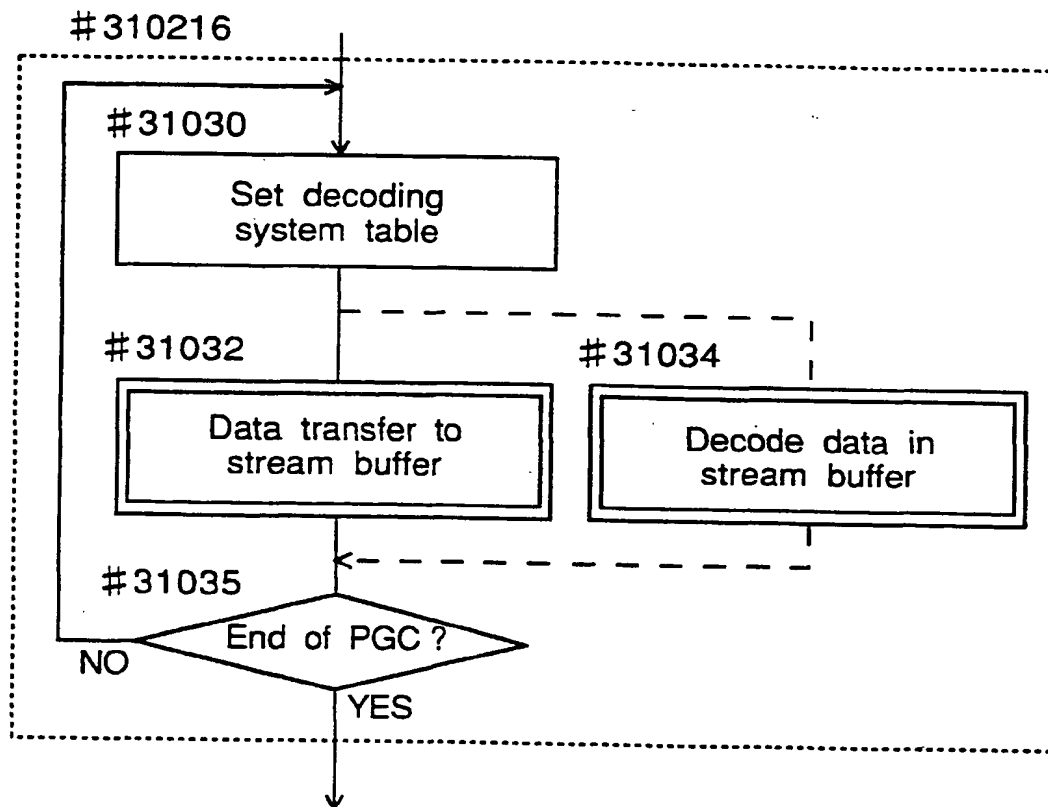 #310216
#31030
Set decoding
system table
#31032
#31034
Data transfer to
stream buffer
Decode data in
stream buffer
#31035
End of PGC?
NO
YES